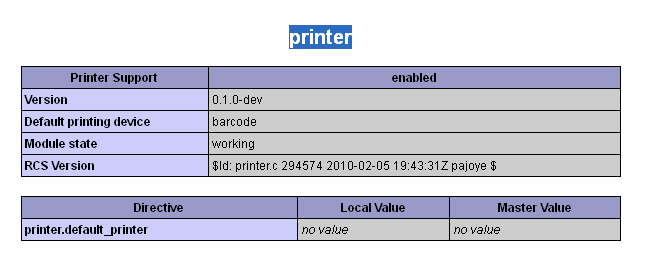 printer
Printer Support enabled
Version 0.1.0-dev
Default printing device barcode
Module state working
RCS Version $Id: printer.c 294574 2010-02-05 19:43:31Z pajoye $
Directive Local Value Master Value
printer.default_printer no value no value